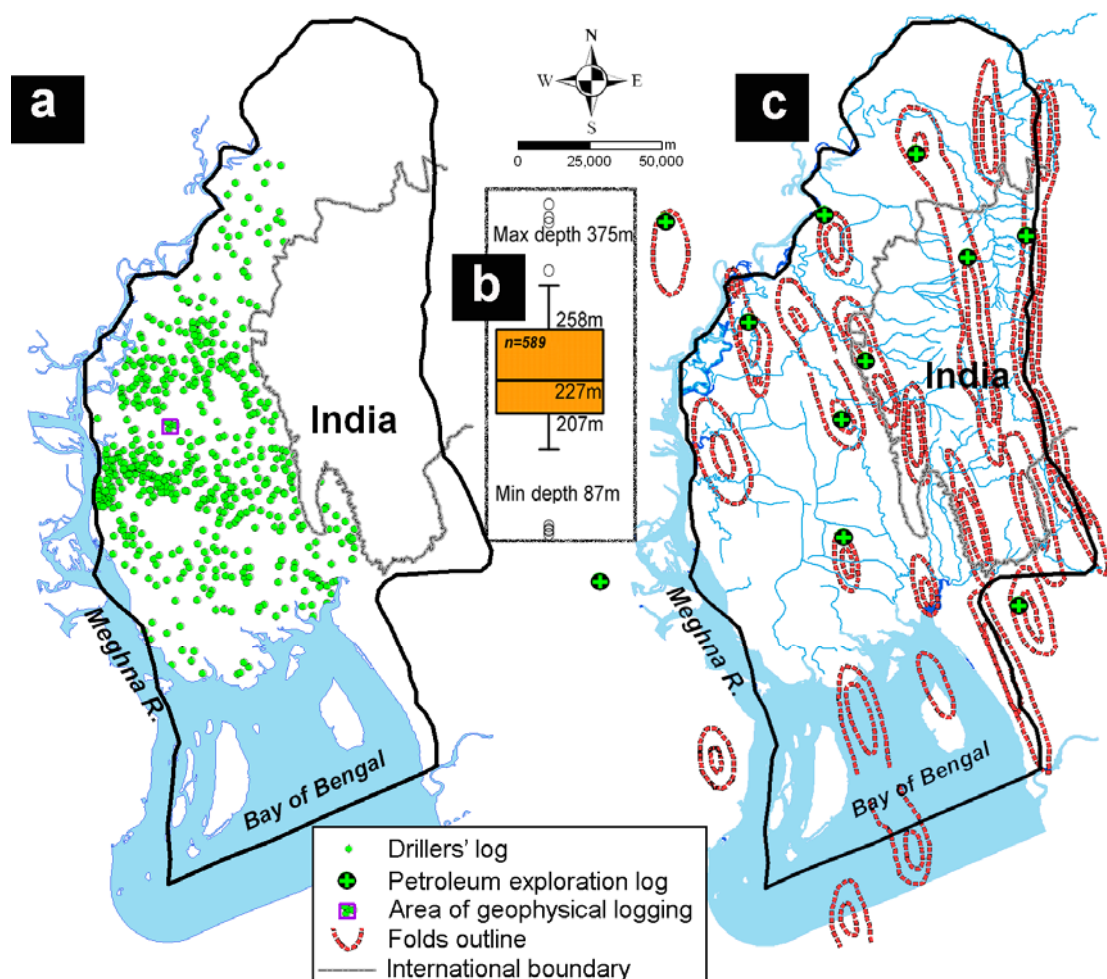 a
N
W
E
S
m
0
25,000
50,000
Max depth 375m
b
258m
n=589
227m
207m
Min depth 87m
India
Meghna R.
Bay of Bengal
c
India
Meghna R.
Bay of Bengal
Drillers' log
Petroleum exploration log
Area of geophysical logging
Folds outline
International boundary